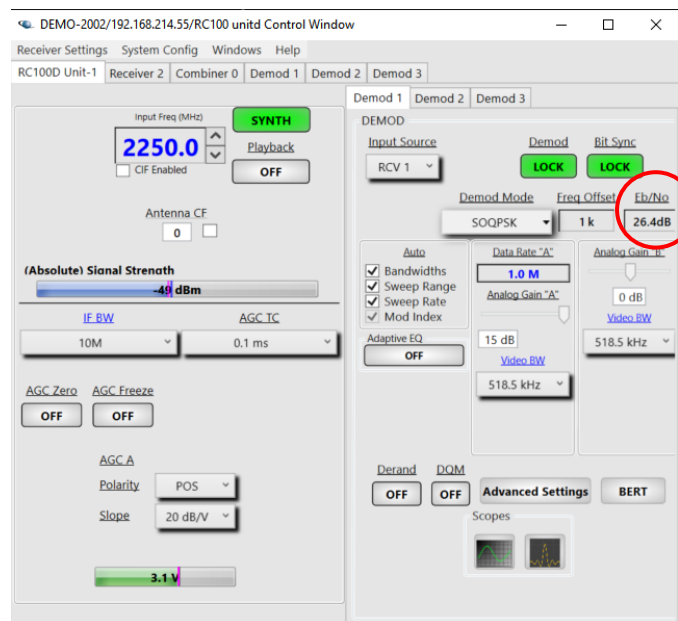 DEMO-2002/192.168.214.55/RC100 unitd Control Window
Receiver Settings System Config Windows Help
RC100D Unit-1 Receiver 2 Combiner 0 Demod 1 Demod 2 Demod 3
Input Freq (MHz)
2250.0
SYNTH
CIF Enabled
Playback
OFF
Antenna CF
0
(Absolute) Signal Strength
-49 dBm
IF BW AGC TC
10M 0.1 ms
AGC Zero AGC Freeze
OFF OFF
AGC A
Polarity POS
Slope 20 dB/V
3.1 V
Demod 1 Demod 2 Demod 3
DEMOD
Input Source Demod Bit Sync
RCV 1 LOCK LOCK
Demod Mode Freq Offset Eb/No
SOQPSK 1 k 26.4dB
Auto
Bandwidths
Sweep Range
Sweep Rate
Mod Index
Adaptive EQ
OFF
Data Rate "A"
1.0 M
Analog Gain "A"
15 dB
Video BW
518.5 kHz
Analog Gain "B"
0 dB
Video BW
518.5 kHz
Derand DQM
OFF OFF Advanced Settings BERT
Scopes